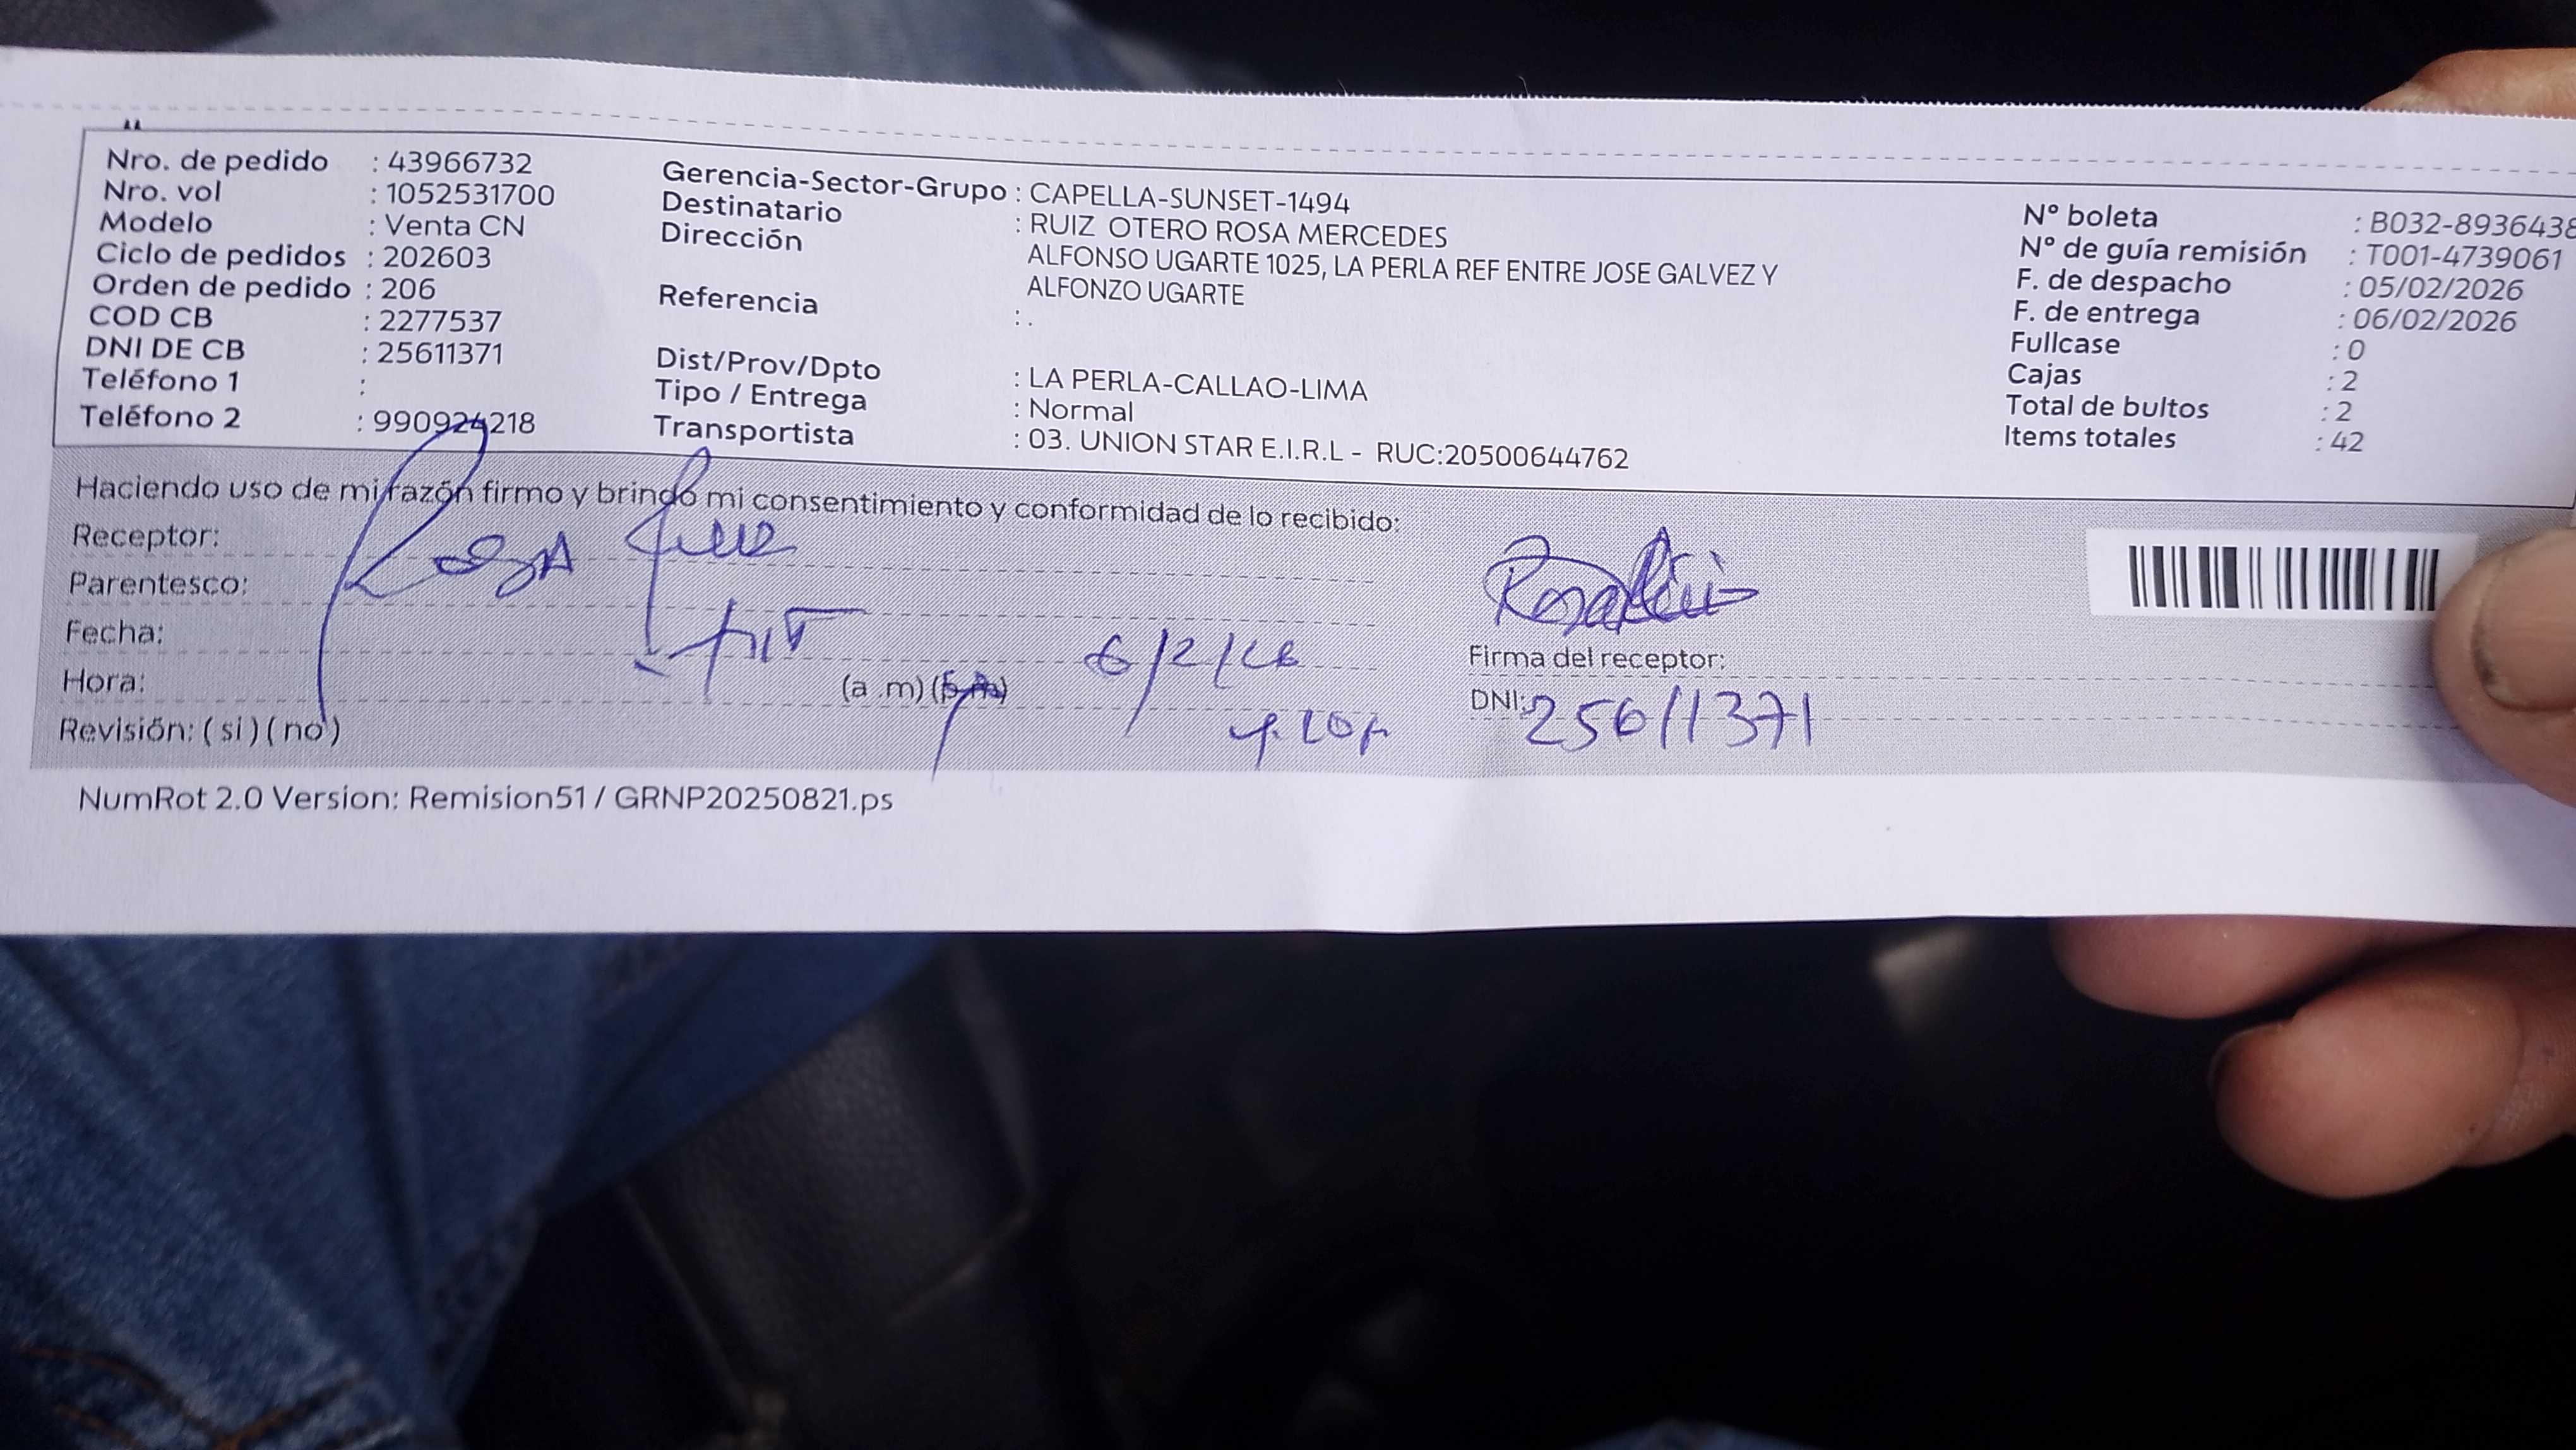 Nro. de pedido : 43966732
Nro. vol : 1052531700
Modelo : Venta CN
Ciclo de pedidos : 202603
Orden de pedido : 206
COD CB : 2277537
DNI DE CB : 25611371
Teléfono 1 :
Teléfono 2 : 990924218
Gerencia-Sector-Grupo : CAPELLA-SUNSET-1494
Destinatario : RUIZ OTERO ROSA MERCEDES
Dirección ALFONSO UGARTE 1025, LA PERLA REF ENTRE JOSE GALVEZ Y
ALFONZO UGARTE
Referencia : .
Dist/Prov/Dpto : LA PERLA-CALLAO-LIMA
Tipo / Entrega : Normal
Transportista : 03. UNION STAR E.I.R.L - RUC:20500644762
N° boleta : B032-8936438
N° de guía remisión : T001-4739061
F. de despacho : 05/02/2026
F. de entrega : 06/02/2026
Fullcase : 0
Cajas : 2
Total de bultos : 2
Items totales : 42
Haciendo uso de mi razón firmo y brindo mi consentimiento y conformidad de lo recibido:
Receptor: Rosa
Parentesco:
Fecha: 6/2/26
Hora: (a .m) (p.m)
Revisión: ( si ) ( no )
Firma del receptor:
DNI: 25611371
NumRot 2.0 Version: Remision51 / GRNP20250821.ps